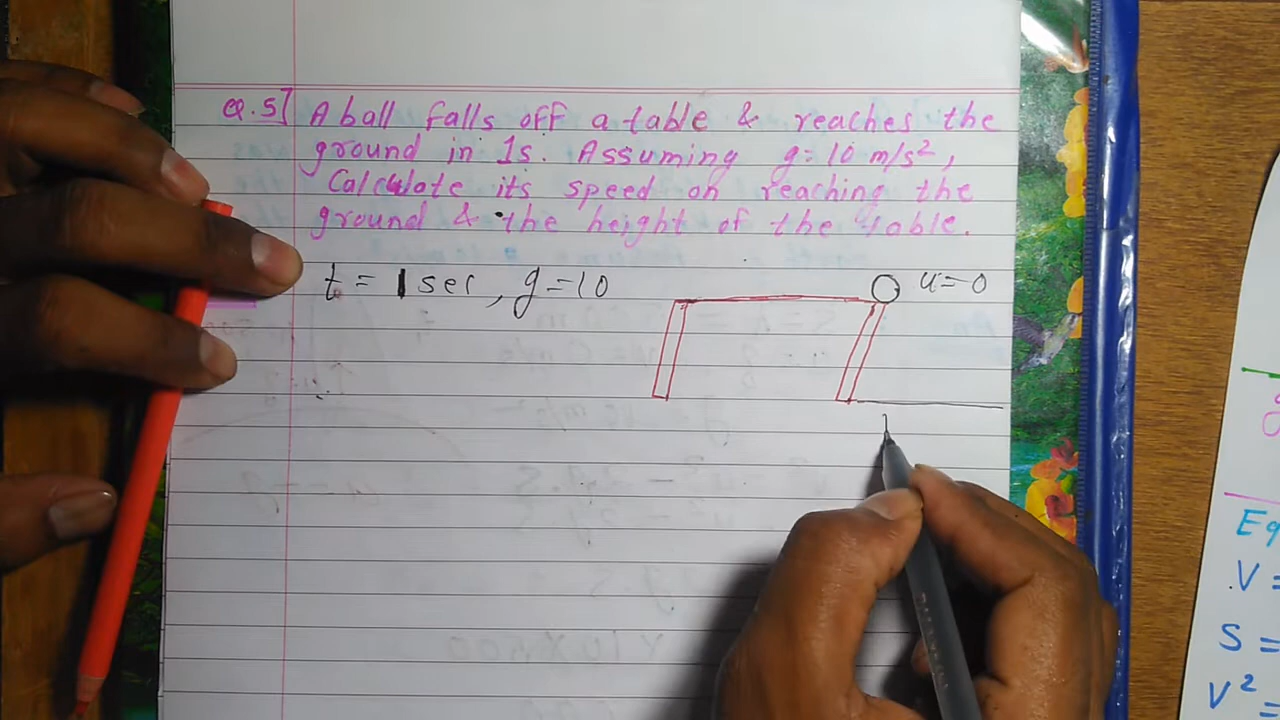 Q.5] A ball falls off a table & reaches the
ground in 1s. Assuming g=10 m/s²,
Calculate its speed on reaching the
ground & the height of the table.
t = 1 sec, g=10
u=0
Eq
V =
S =
V² =